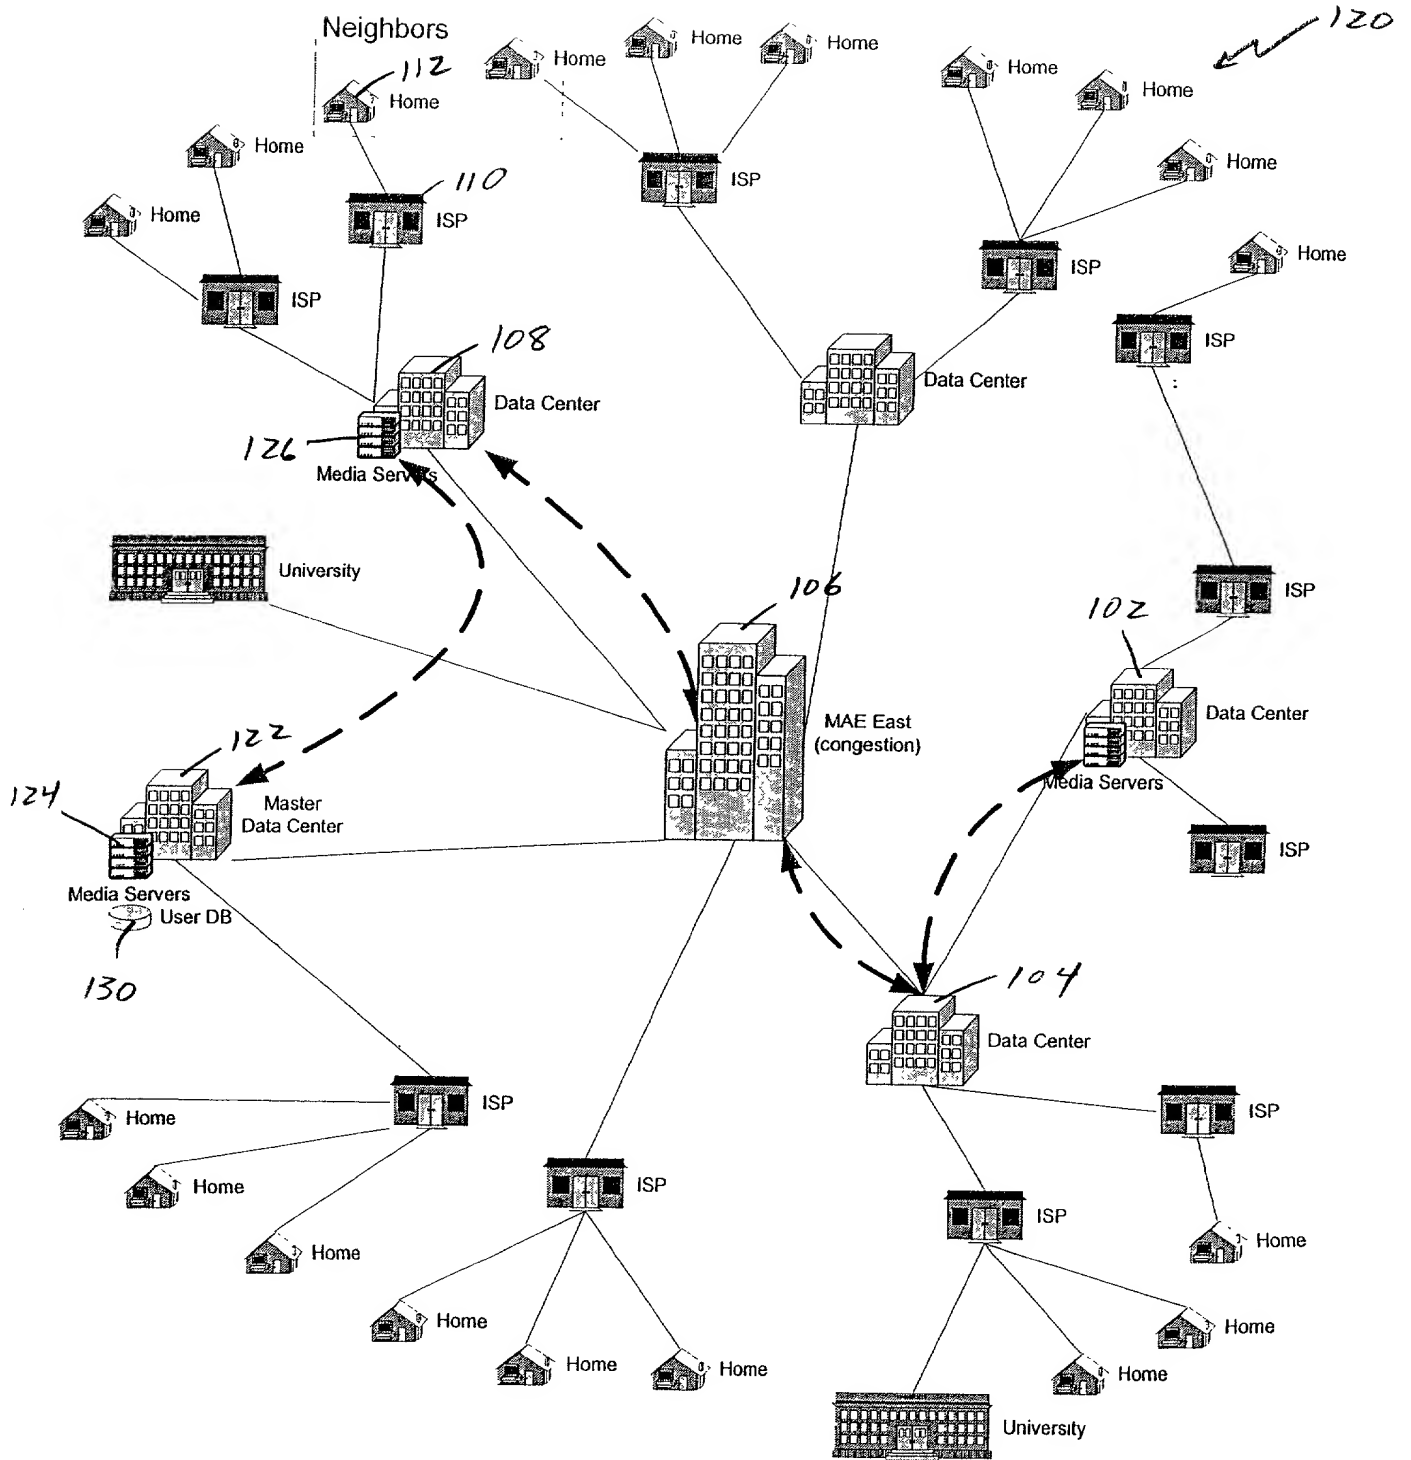 120
Neighbors
Home
Home
Home
112
Home
Home
Home
Home
Home
ISP
Home
110
ISP
Home
ISP
Home
ISP
ISP
108
Data Center
126
Media Servers
Data Center
ISP
University
106
ISP
102
MAE East
(congestion)
Data Center
Media Servers
122
124
Master
Data Center
ISP
Media Servers
User DB
130
104
Data Center
ISP
ISP
Home
Home
Home
ISP
ISP
Home
Home
Home
Home
Home
Home
Home
University